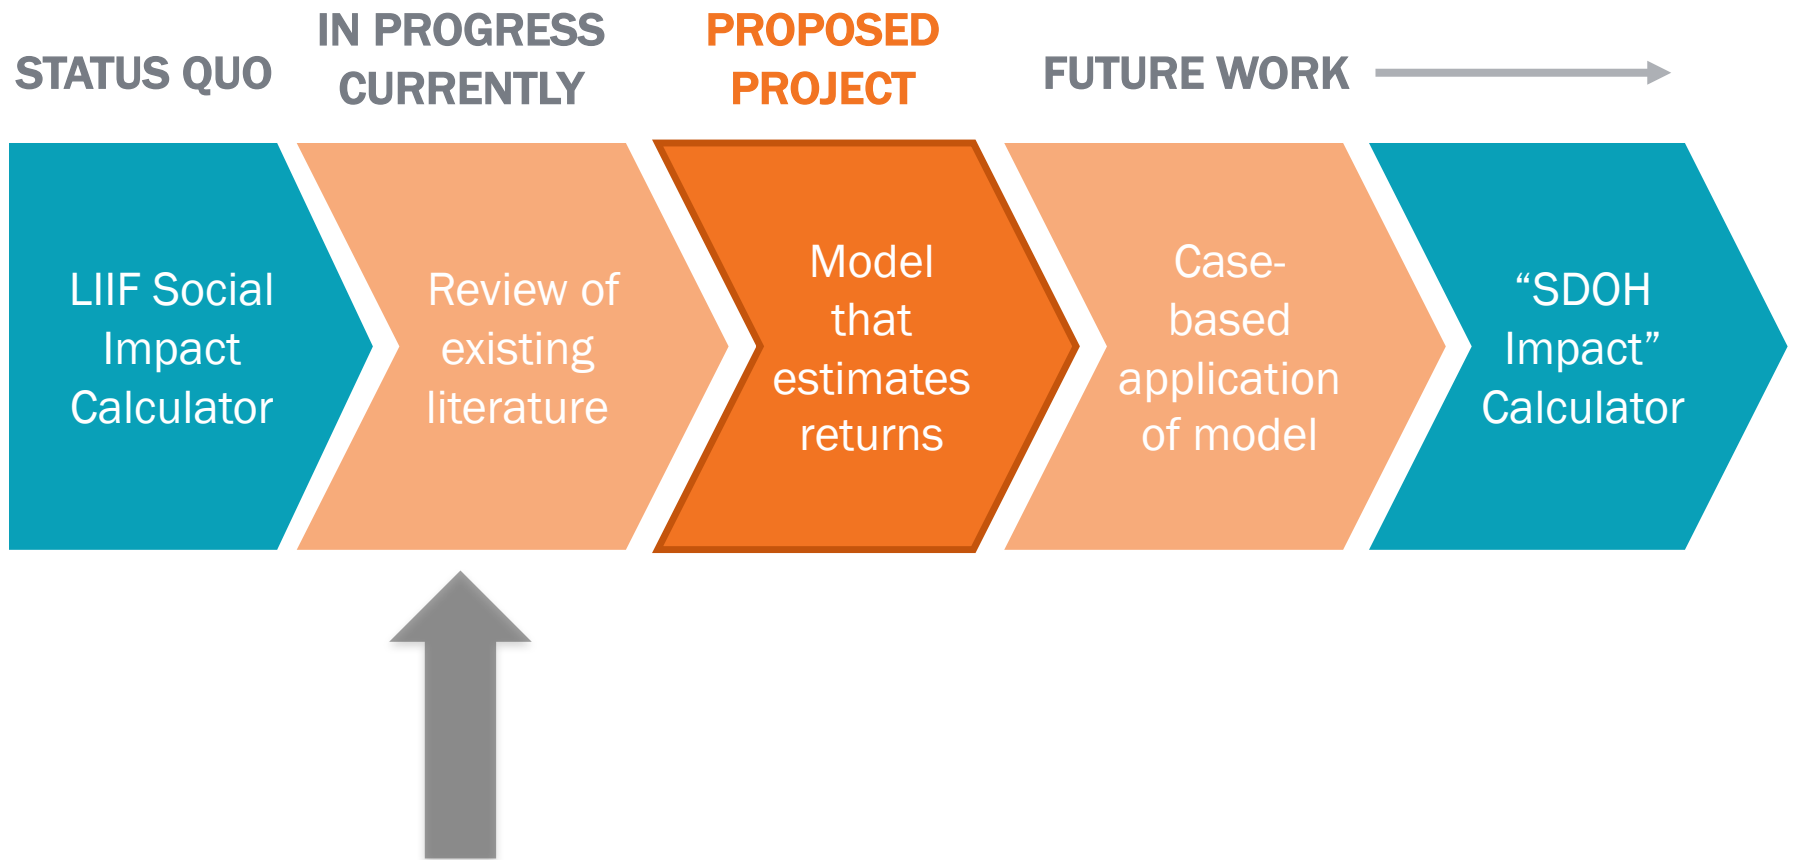 STATUS QUO
IN PROGRESS
CURRENTLY
PROPOSED
PROJECT
FUTURE WORK
LIIF Social
Impact
Calculator
Review of
existing
literature
Model
that
estimates
returns
Case-
based
application
of model
“SDOH
Impact”
Calculator